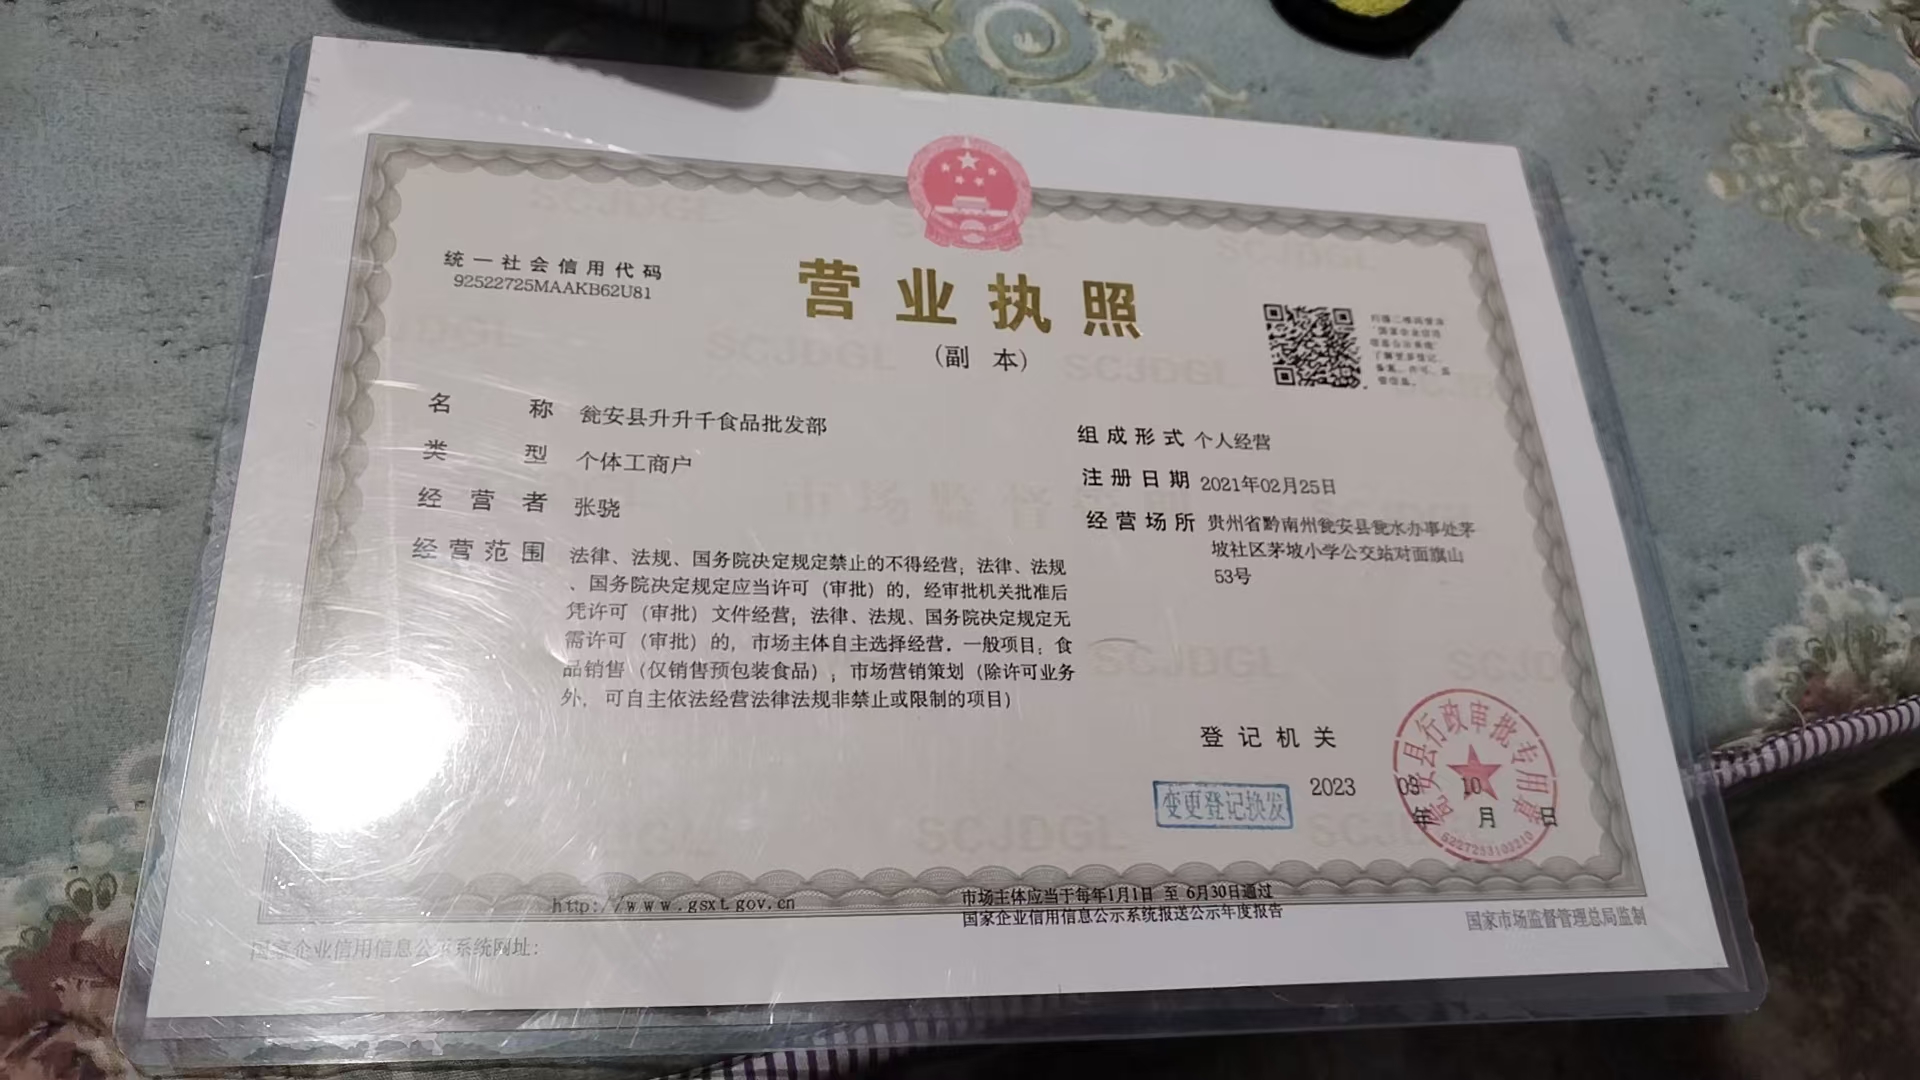 统一社会信用代码
92522725MAAKB62U81
营业执照
(副 本)
名称 瓮安县升升千食品批发部
类型 个体工商户
经营者 张骁
经营范围 法律、法规、国务院决定规定禁止的不得经营;法律、法规
、国务院决定规定应当许可(审批)的,经审批机关批准后
凭许可(审批)文件经营;法律、法规、国务院决定规定无
需许可(审批)的,市场主体自主选择经营。一般项目:食
品销售(仅销售预包装食品);市场营销策划(除许可业务
外,可自主依法经营法律法规非禁止或限制的项目)
组成形式 个人经营
注册日期 2021年02月25日
经营场所 贵州省黔南州瓮安县瓮水办事处茅
坡社区茅坡小学公交站对面旗山
53号
登记机关
变更登记换发
2023 03 10
年 月 日
瓮安县行政审批专用章
http://www.gsxt.gov.cn
市场主体应当于每年1月1日 至 6月30日通过
国家企业信用信息公示系统报送公示年度报告
国家企业信用信息公示系统网址:
国家市场监督管理总局监制
SCJDGL